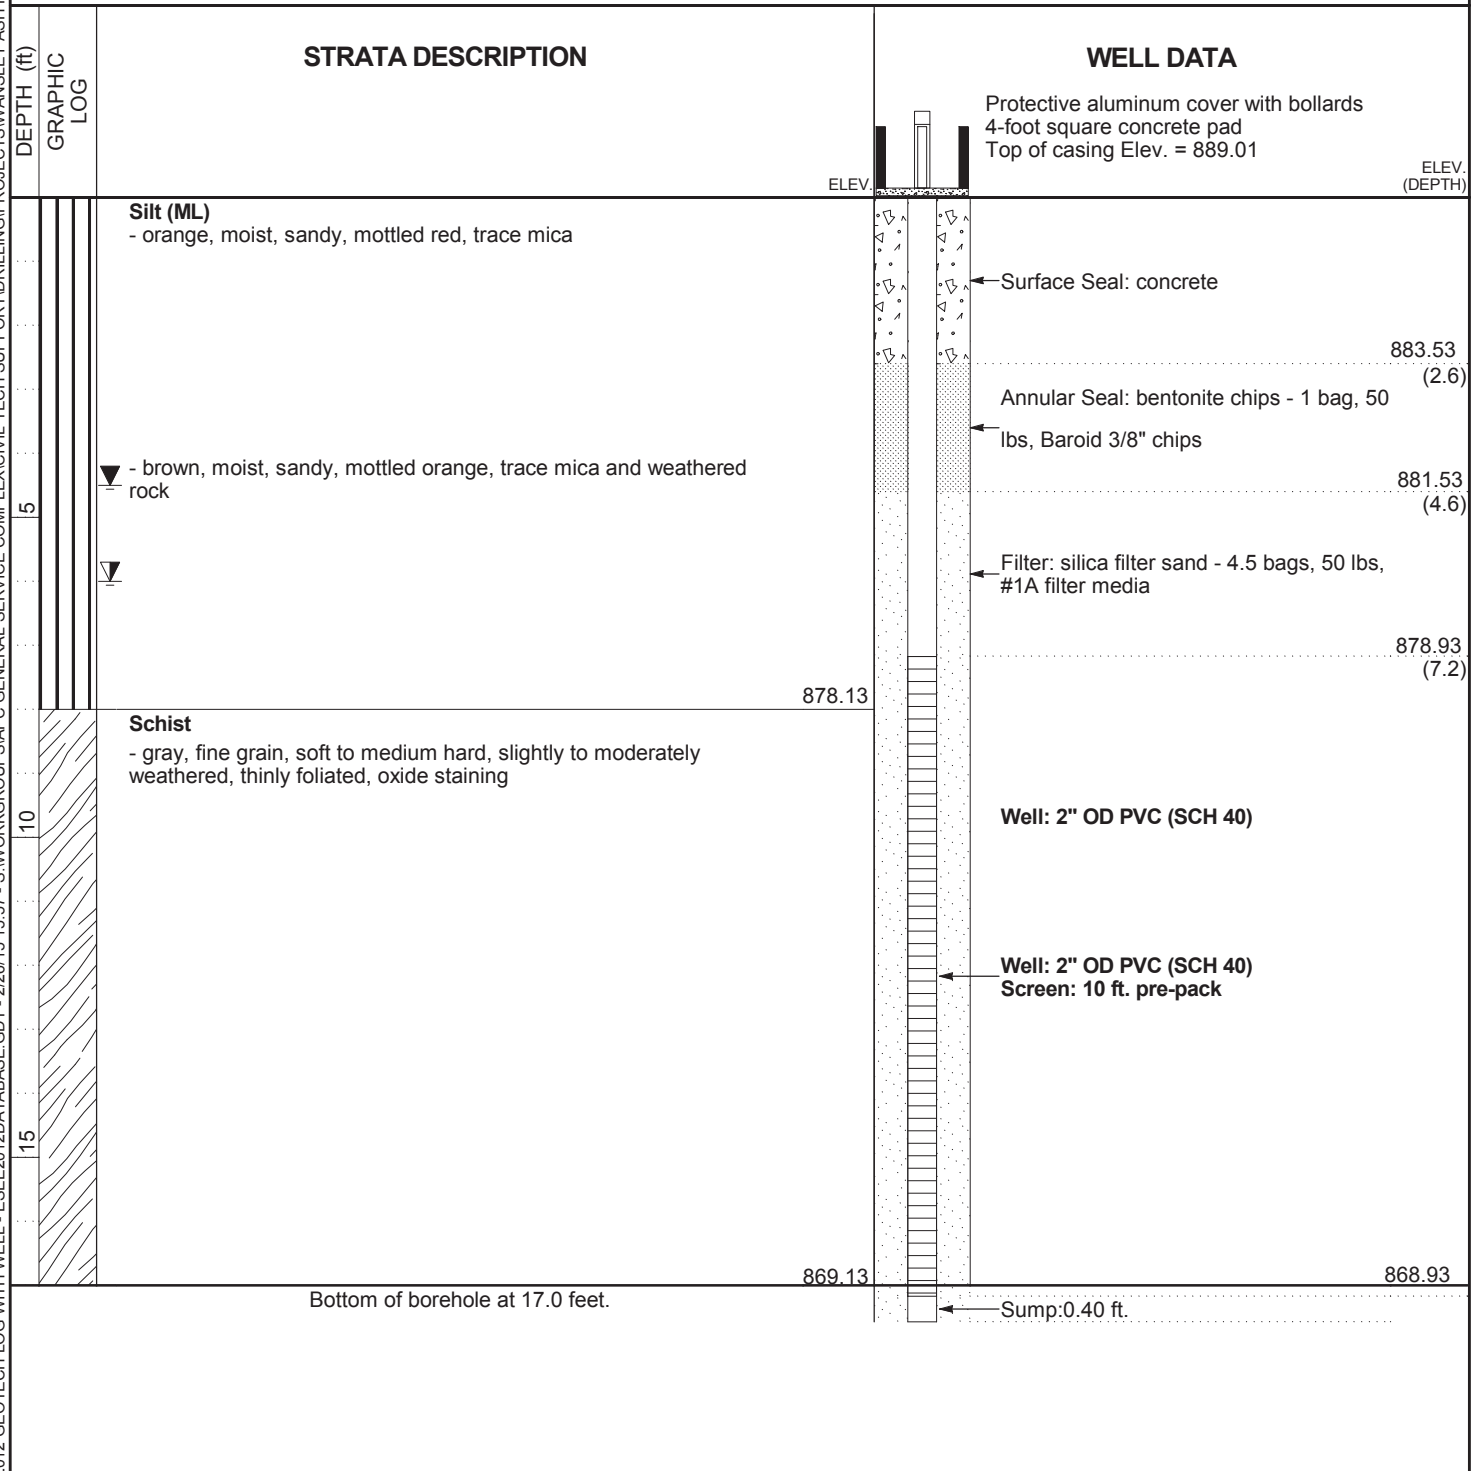 STRATA DESCRIPTION
WELL DATA
DEPTH (ft)
GRAPHIC
LOG
Protective aluminum cover with bollards
4-foot square concrete pad
Top of casing Elev. = 889.01
ELEV.
ELEV.
(DEPTH)
Silt (ML)
- orange, moist, sandy, mottled red, trace mica
Surface Seal: concrete
883.53
(2.6)
Annular Seal: bentonite chips - 1 bag, 50
lbs, Baroid 3/8" chips
- brown, moist, sandy, mottled orange, trace mica and weathered
rock
881.53
(4.6)
5
Filter: silica filter sand - 4.5 bags, 50 lbs,
#1A filter media
878.93
(7.2)
878.13
Schist
- gray, fine grain, soft to medium hard, slightly to moderately
weathered, thinly foliated, oxide staining
10
Well: 2" OD PVC (SCH 40)
Well: 2" OD PVC (SCH 40)
Screen: 10 ft. pre-pack
15
869.13
868.93
Bottom of borehole at 17.0 feet.
Sump:0.40 ft.